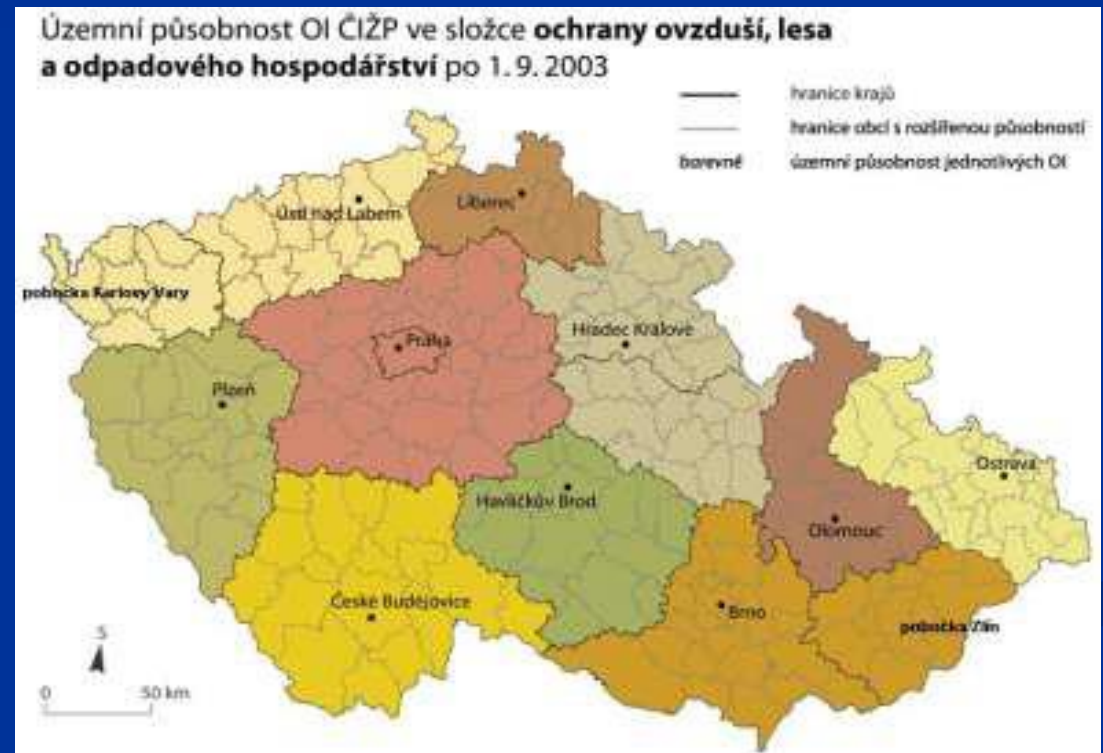 Územní působnost OI ČIŽP ve složce ochrany ovzduší, lesa
a odpadového hospodářství po 1. 9. 2003
hranice krajů
hranice obcí s rozšířenou působností
barevně územní působnost jednotlivých OI
Liberec
Ústí nad Labem
pobočka Karlovy Vary
Hradec Králové
Praha
Plzeň
Ostrava
Havlíčkův Brod
Olomouc
České Budějovice
Brno
pobočka Zlín
S
0 50 km